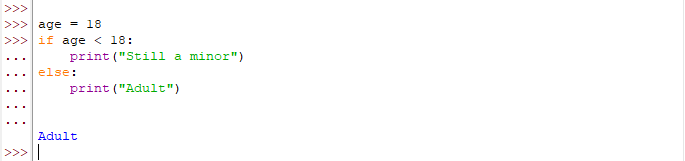 >>>
>>> age = 18
>>> if age < 18:
...     print("Still a minor")
... else:
...     print("Adult")
...
...
Adult
>>>